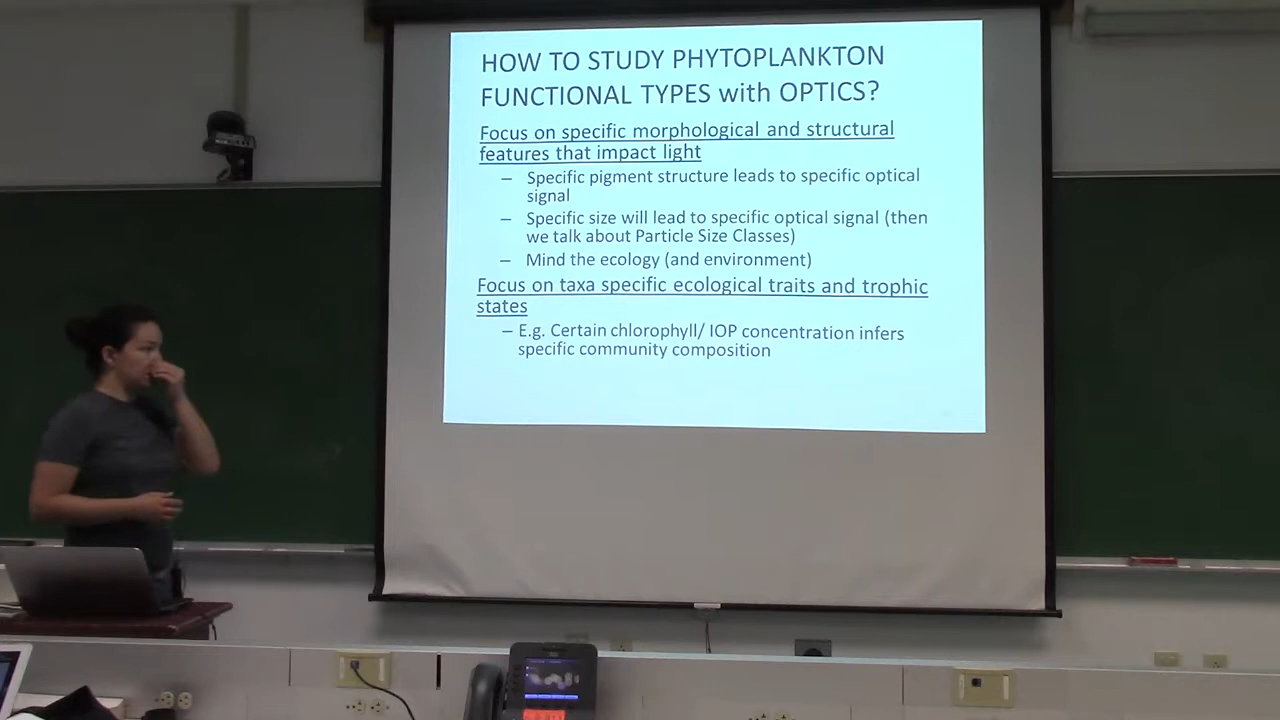 HOW TO STUDY PHYTOPLANKTON
FUNCTIONAL TYPES with OPTICS?
Focus on specific morphological and structural
features that impact light
– Specific pigment structure leads to specific optical
signal
– Specific size will lead to specific optical signal (then
we talk about Particle Size Classes)
– Mind the ecology (and environment)
Focus on taxa specific ecological traits and trophic
states
– E.g. Certain chlorophyll/ IOP concentration infers
specific community composition